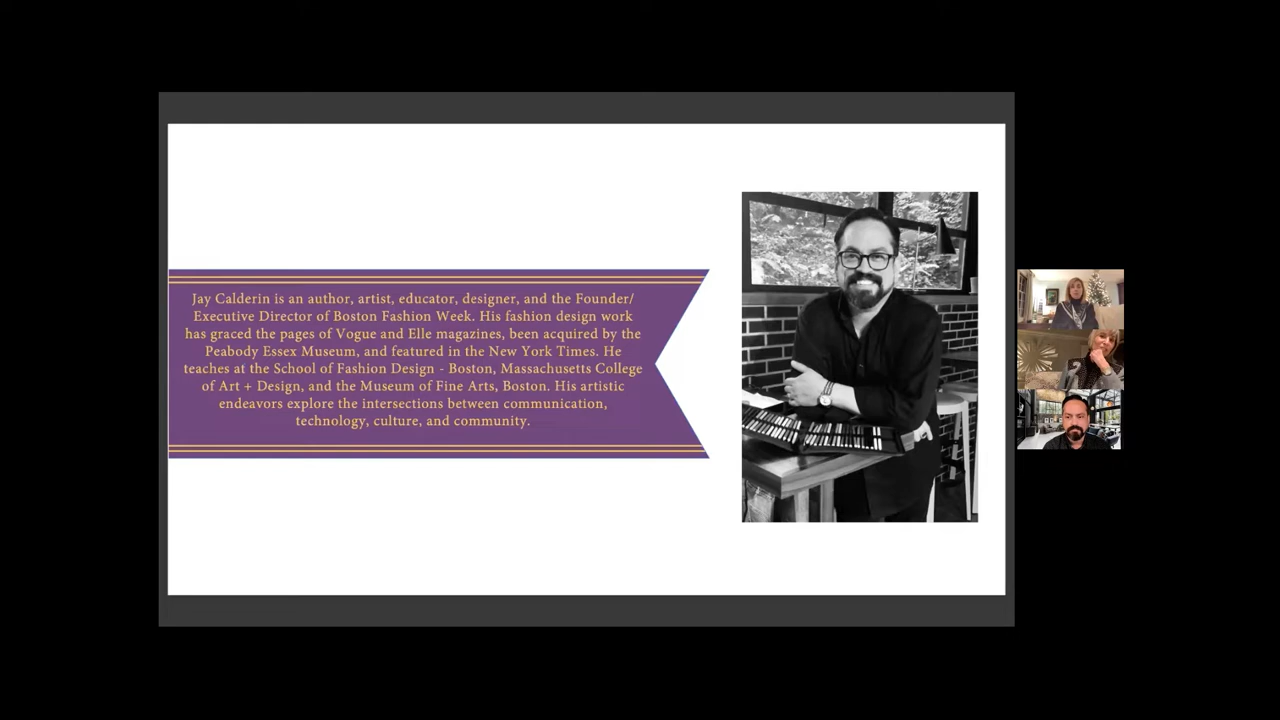 Jay Calderin is an author, artist, educator, designer, and the Founder/
Executive Director of Boston Fashion Week. His fashion design work
has graced the pages of Vogue and Elle magazines, been acquired by the
Peabody Essex Museum, and featured in the New York Times. He
teaches at the School of Fashion Design - Boston, Massachusetts College
of Art + Design, and the Museum of Fine Arts, Boston. His artistic
endeavors explore the intersections between communication,
technology, culture, and community.